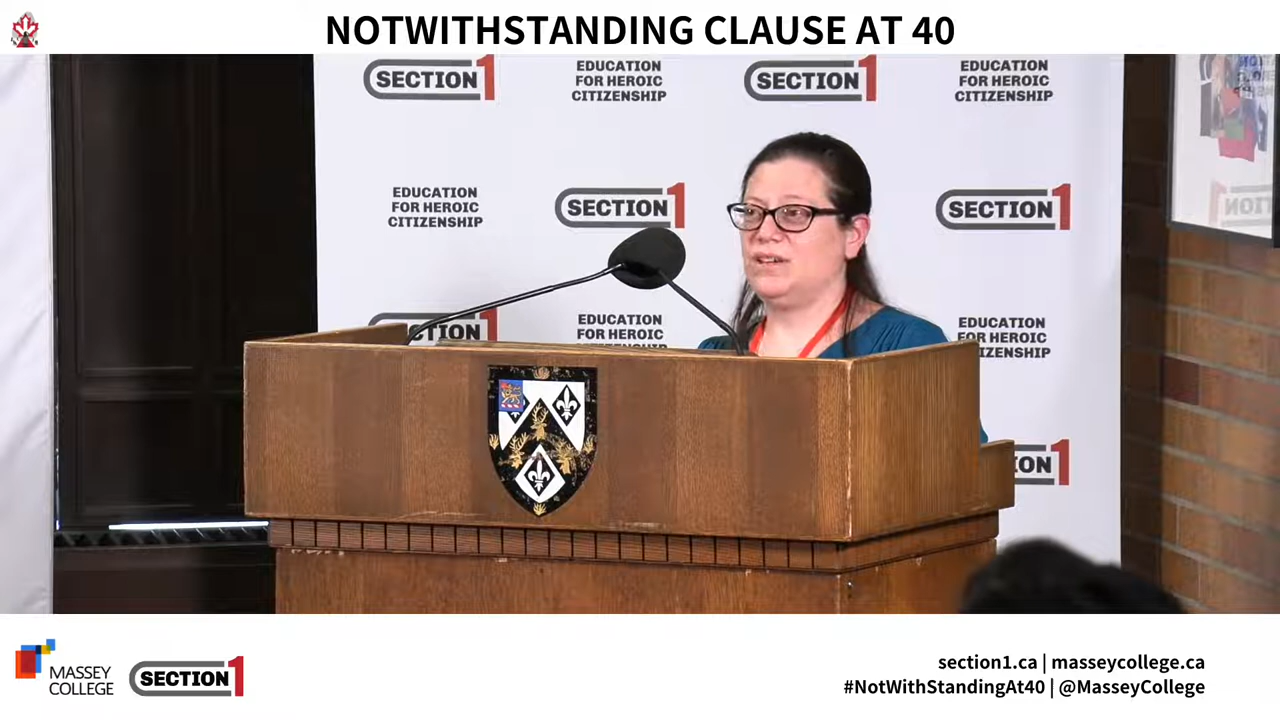 NOTWITHSTANDING CLAUSE AT 40
SECTION1
EDUCATION
FOR HEROIC
CITIZENSHIP
SECTION1
EDUCATION
FOR HEROIC
CITIZENSHIP
EDUCATION
FOR HEROIC
CITIZENSHIP
SECTION1
SECTION1
EDUCATION
FOR HEROIC
EDUCATION
FOR HEROIC
MASSEY
COLLEGE
SECTION1
section1.ca | masseycollege.ca
#NotWithStandingAt40 | @MasseyCollege